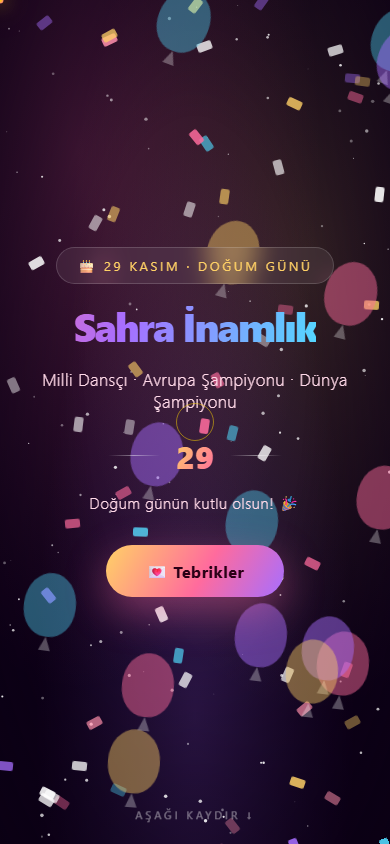 🎂 29 KASIM · DOĞUM GÜNÜ
Sahra İnamlık
Milli Dansçı · Avrupa Şampiyonu · Dünya
Şampiyonu
29
Doğum günün kutlu olsun! 🎉
💌 Tebrikler
AŞAĞI KAYDIR ↓